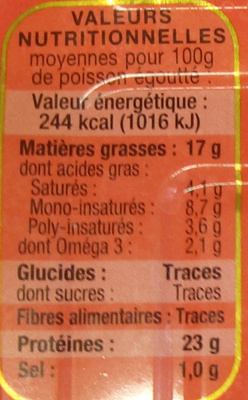 VALEURS
NUTRITIONNELLES
moyennes pour 100g
de poisson égoutté :
Valeur énergétique :
244 kcal (1016 kJ)
Matières grasses : 17 g
dont acides gras :
Saturés : g
Mono-insaturés : 8,7 g
Poly-insaturés : 3,6 g
dont Oméga 3 : 2,1 g
Glucides : Traces
dont sucres : Traces
Fibres alimentaires : Traces
Protéines : 23 g
Sel : 1,0 g